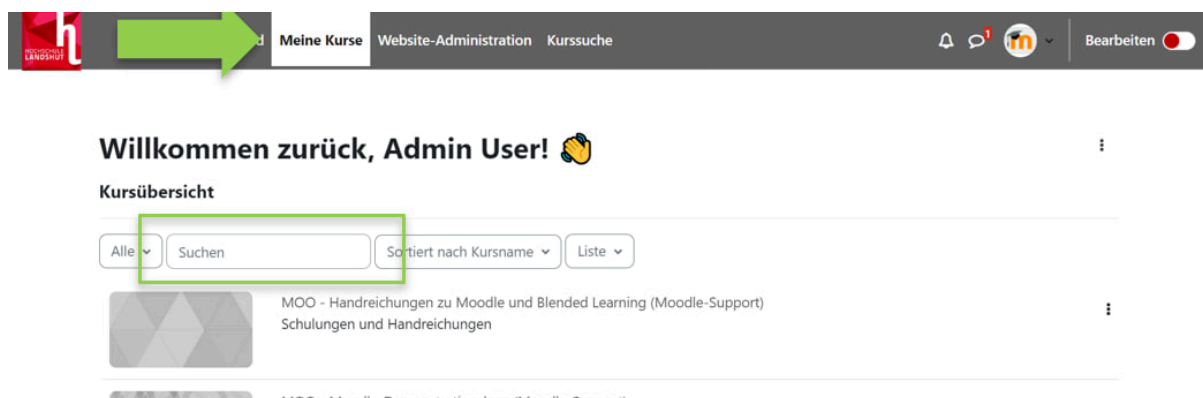 HOCHSCHULE
LANDSHUT
Meine Kurse Website-Administration Kurssuche 1 Bearbeiten
Willkommen zurück, Admin User!
Kursübersicht
Alle Suchen Sortiert nach Kursname Liste
MOO - Handreichungen zu Moodle und Blended Learning (Moodle-Support)
Schulungen und Handreichungen